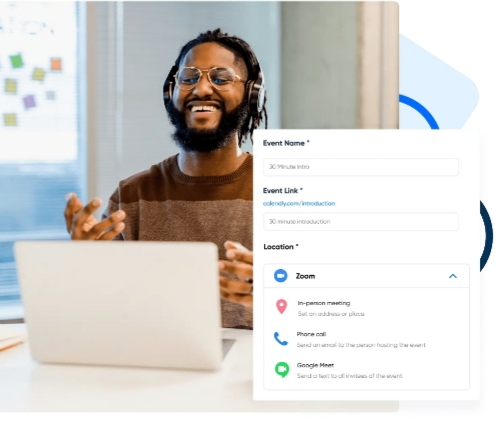 Event Name *
30 Minute intro
Event Link *
calendly.com/introduction
30-minute introduction
Location *
Zoom
In-person meeting
Set an address or place
Phone call
Send an email to the person hosting the event
Google Meet
Send a text to all invitees of the event